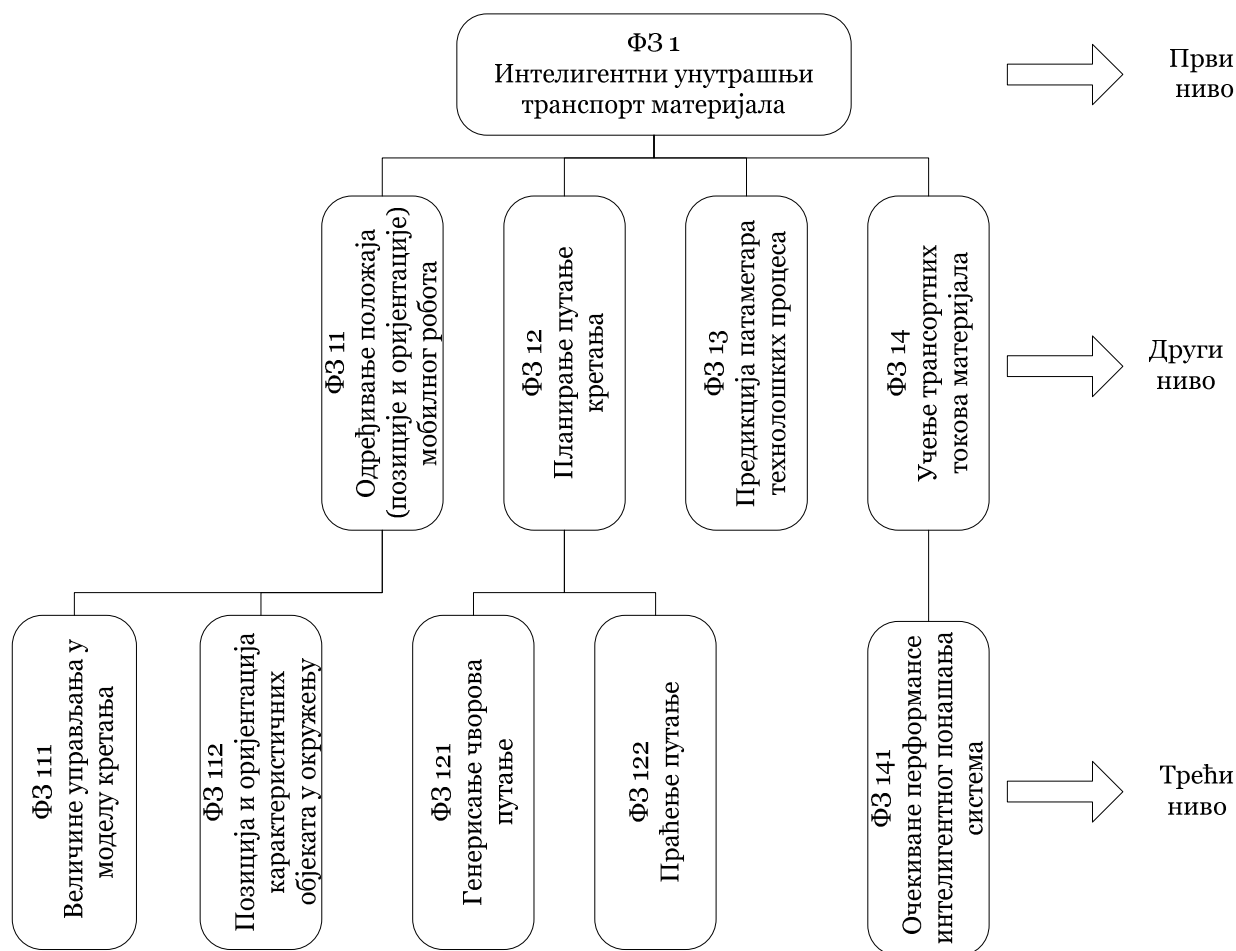 ФЗ 1
Интелигентни унутрашњи
транспорт материјала
Први
ниво
ФЗ 11
Одређивање положаја
(позиције и оријентације)
мобилног робота
ФЗ 12
Планирање путање
кретања
ФЗ 13
Предикција патаметара
технолошких процеса
ФЗ 14
Учење трансортних
токова материјала
Други
ниво
ФЗ 111
Величине управљања у
моделу кретања
ФЗ 112
Позиција и оријентација
карактеристичних
објеката у окружењу
ФЗ 121
Генерисање чворова
путање
ФЗ 122
Праћење путање
ФЗ 141
Очекиване перформансе
интелигентног понашања
система
Трећи
ниво